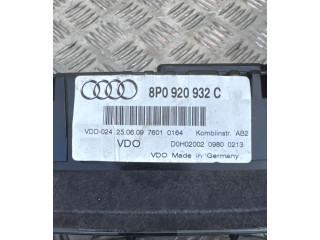 8P0 920 932 C
VDD-024 25.06.09 7601 0164 Kombiinstr. AB2
VDO D0H02002 0980 0213
VDO Made in Germany